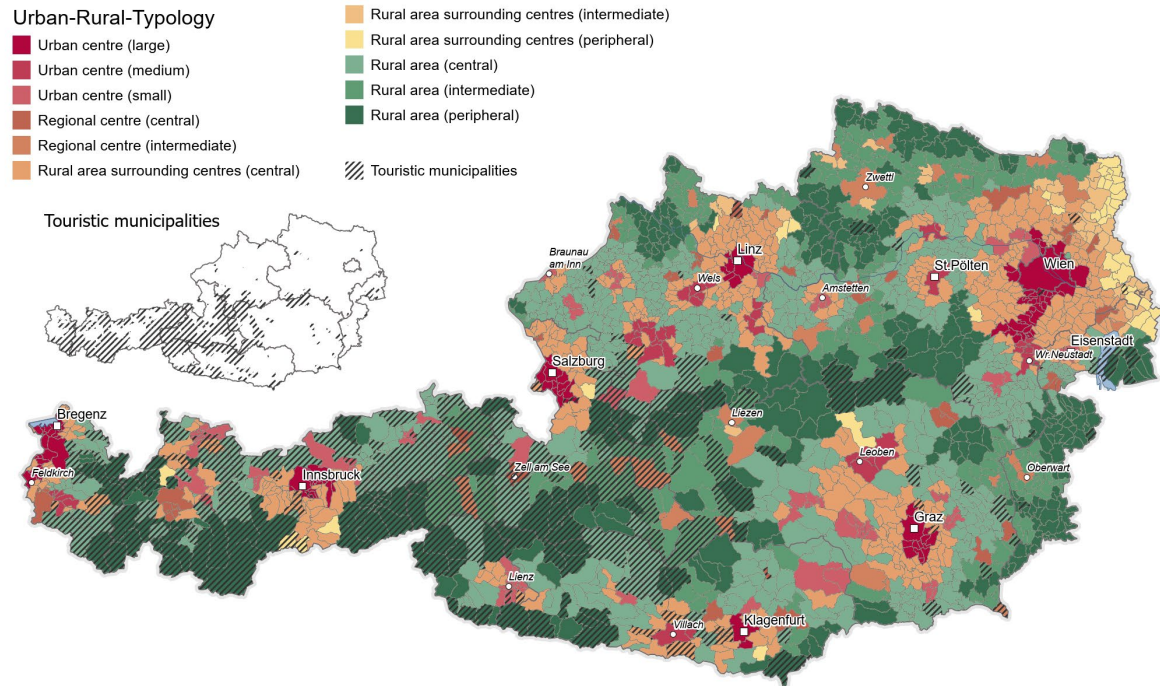 Urban-Rural-Typology
Urban centre (large)
Urban centre (medium)
Urban centre (small)
Regional centre (central)
Regional centre (intermediate)
Rural area surrounding centres (central)
Rural area surrounding centres (intermediate)
Rural area surrounding centres (peripheral)
Rural area (central)
Rural area (intermediate)
Rural area (peripheral)
Touristic municipalities
Touristic municipalities
Zwettl
Braunau
am Inn
Linz
Wels
Amstetten
St.Pölten
Wien
Eisenstadt
Wr.Neustadt
Salzburg
Bregenz
Feldkirch
Innsbruck
Zell am See
Liezen
Leoben
Oberwart
Graz
Lienz
Villach
Klagenfurt